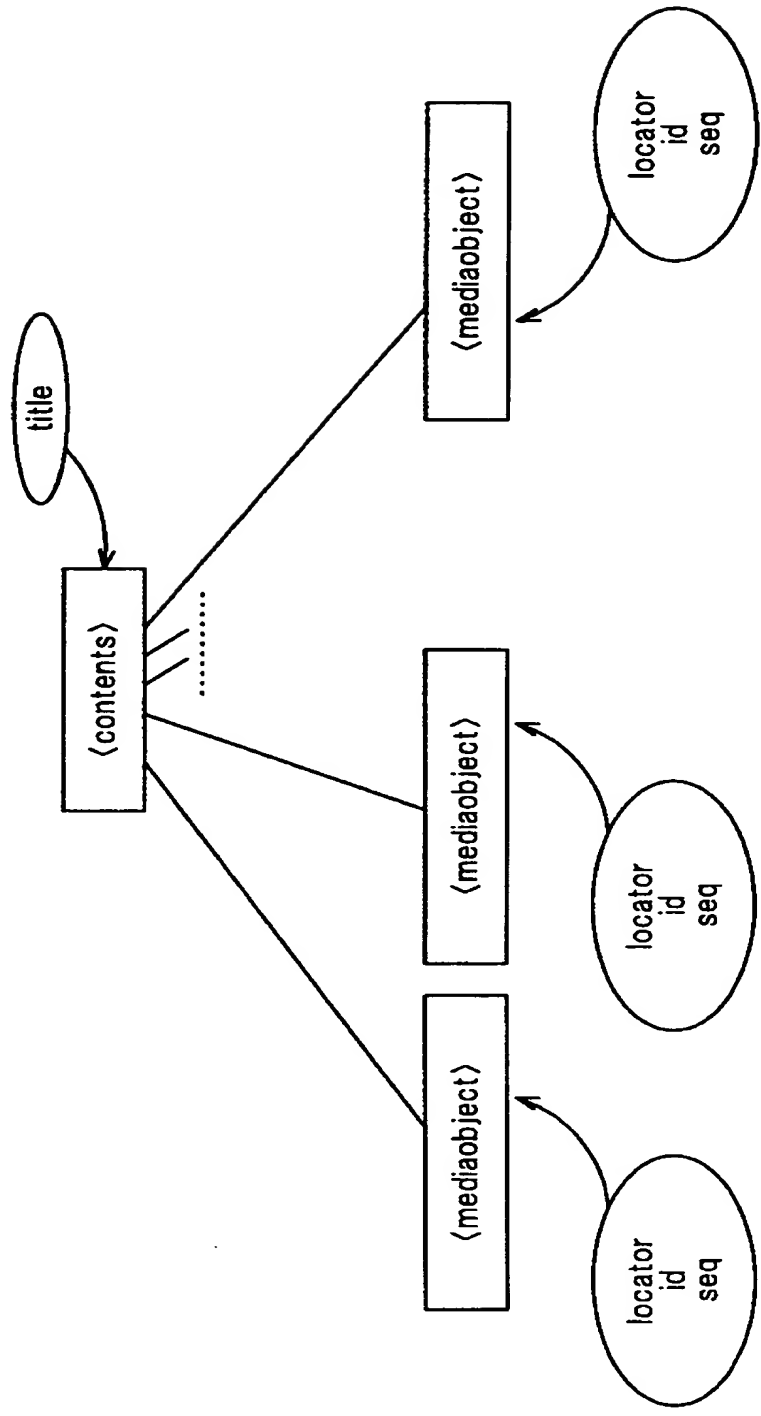 title
〈contents〉
.........
〈mediaobject〉
〈mediaobject〉
〈mediaobject〉
locator
id
seq
locator
id
seq
locator
id
seq